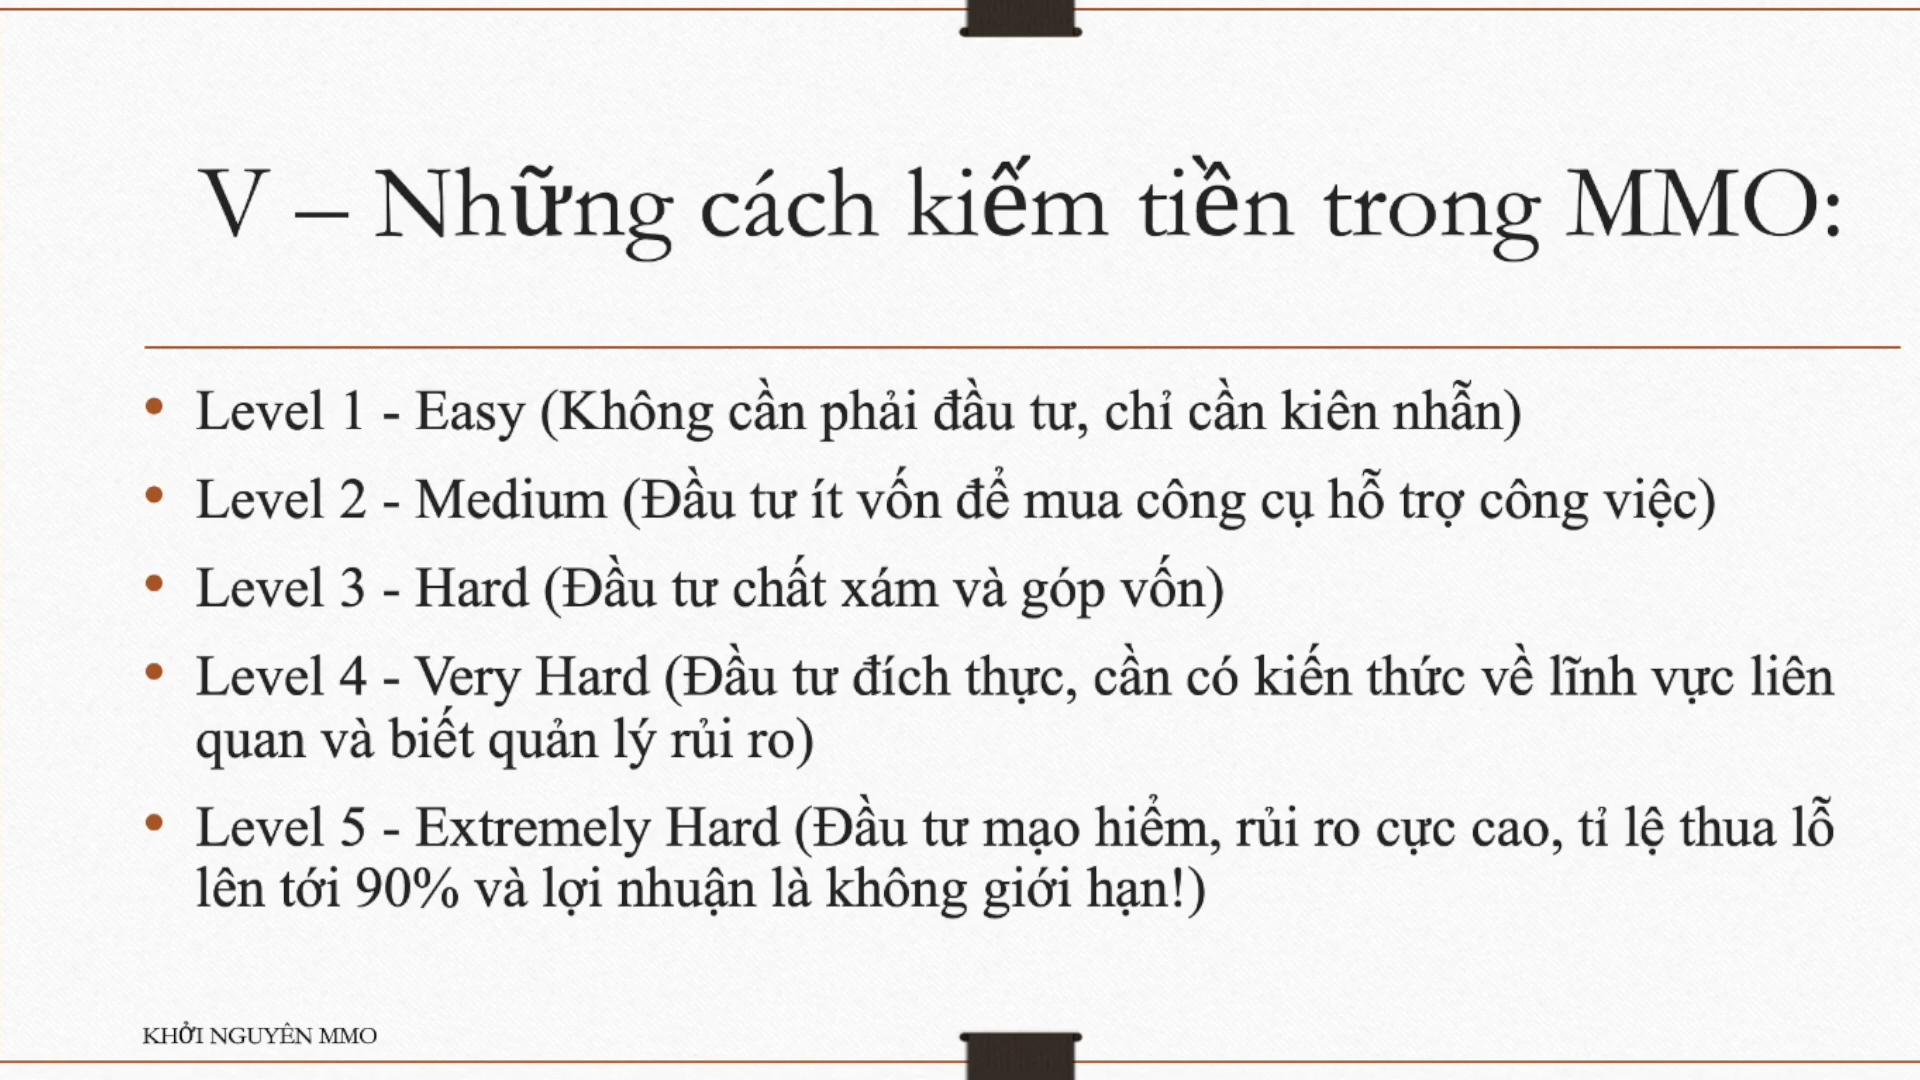 V – Những cách kiếm tiền trong MMO:
• Level 1 - Easy (Không cần phải đầu tư, chỉ cần kiên nhẫn)
• Level 2 - Medium (Đầu tư ít vốn để mua công cụ hỗ trợ công việc)
• Level 3 - Hard (Đầu tư chất xám và góp vốn)
• Level 4 - Very Hard (Đầu tư đích thực, cần có kiến thức về lĩnh vực liên
quan và biết quản lý rủi ro)
• Level 5 - Extremely Hard (Đầu tư mạo hiểm, rủi ro cực cao, tỉ lệ thua lỗ
lên tới 90% và lợi nhuận là không giới hạn!)
KHỞI NGUYÊN MMO